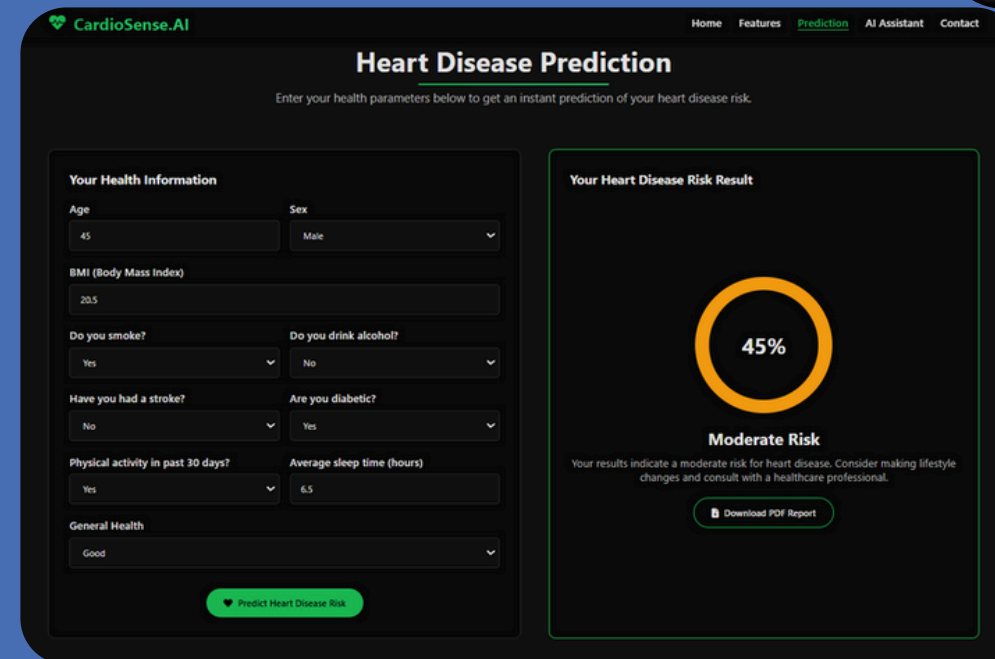 CardioSense.AI
Home Features Prediction AI Assistant Contact
Heart Disease Prediction
Enter your health parameters below to get an instant prediction of your heart disease risk.
Your Health Information
Age Sex
45 Male
BMI (Body Mass Index)
20.5
Do you smoke? Do you drink alcohol?
Yes No
Have you had a stroke? Are you diabetic?
No Yes
Physical activity in past 30 days? Average sleep time (hours)
Yes 6.5
General Health
Good
Predict Heart Disease Risk
Your Heart Disease Risk Result
45%
Moderate Risk
Your results indicate a moderate risk for heart disease. Consider making lifestyle
changes and consult with a healthcare professional.
Download PDF Report